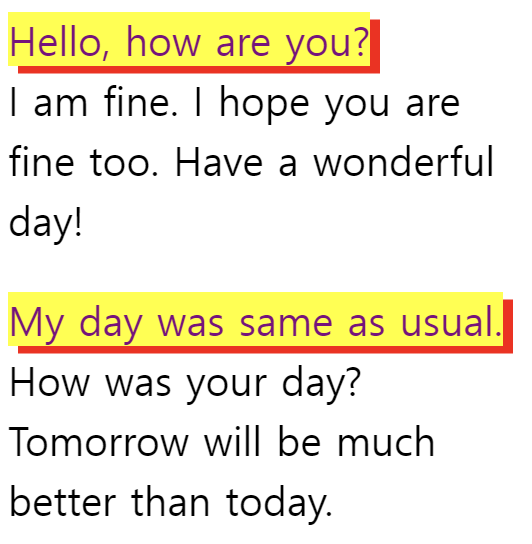 Hello, how are you?
I am fine. I hope you are
fine too. Have a wonderful
day!
My day was same as usual.
How was your day?
Tomorrow will be much
better than today.